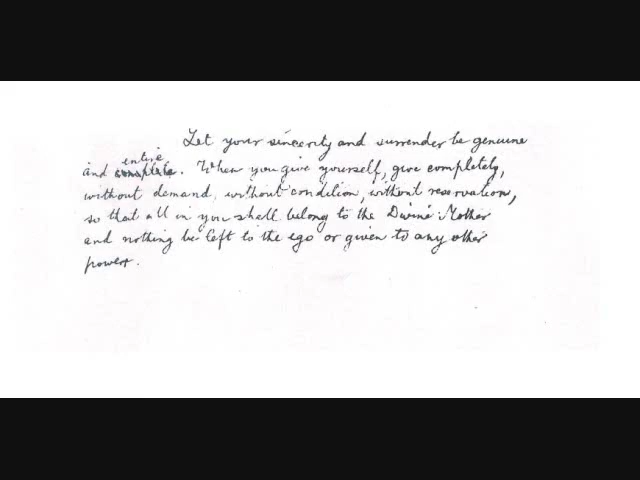 Let your sincerity and surrender be genuine
and entire. When you give yourself, give completely,
without demand, without condition, without reservation,
so that all in you shall belong to the Divine Mother
and nothing be left to the ego or given to any other
power.